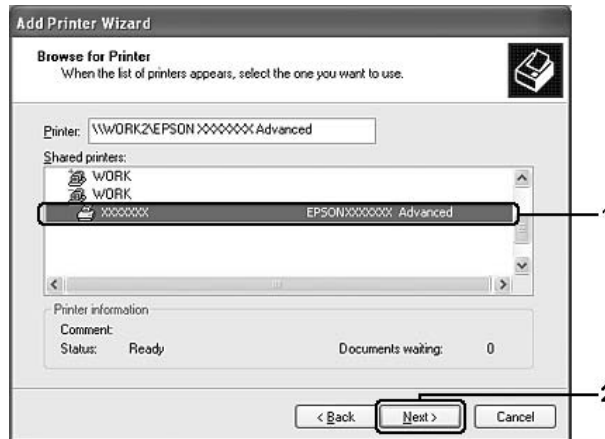 Add Printer Wizard
Browse for Printer
When the list of printers appears, select the one you want to use.
Printer: \\WORK2\EPSON XXXXXXX Advanced
Shared printers:
WORK
WORK
XXXXXXX EPSONXXXXXXX Advanced
1
Printer information
Comment:
Status: Ready Documents waiting: 0
2
< Back Next > Cancel